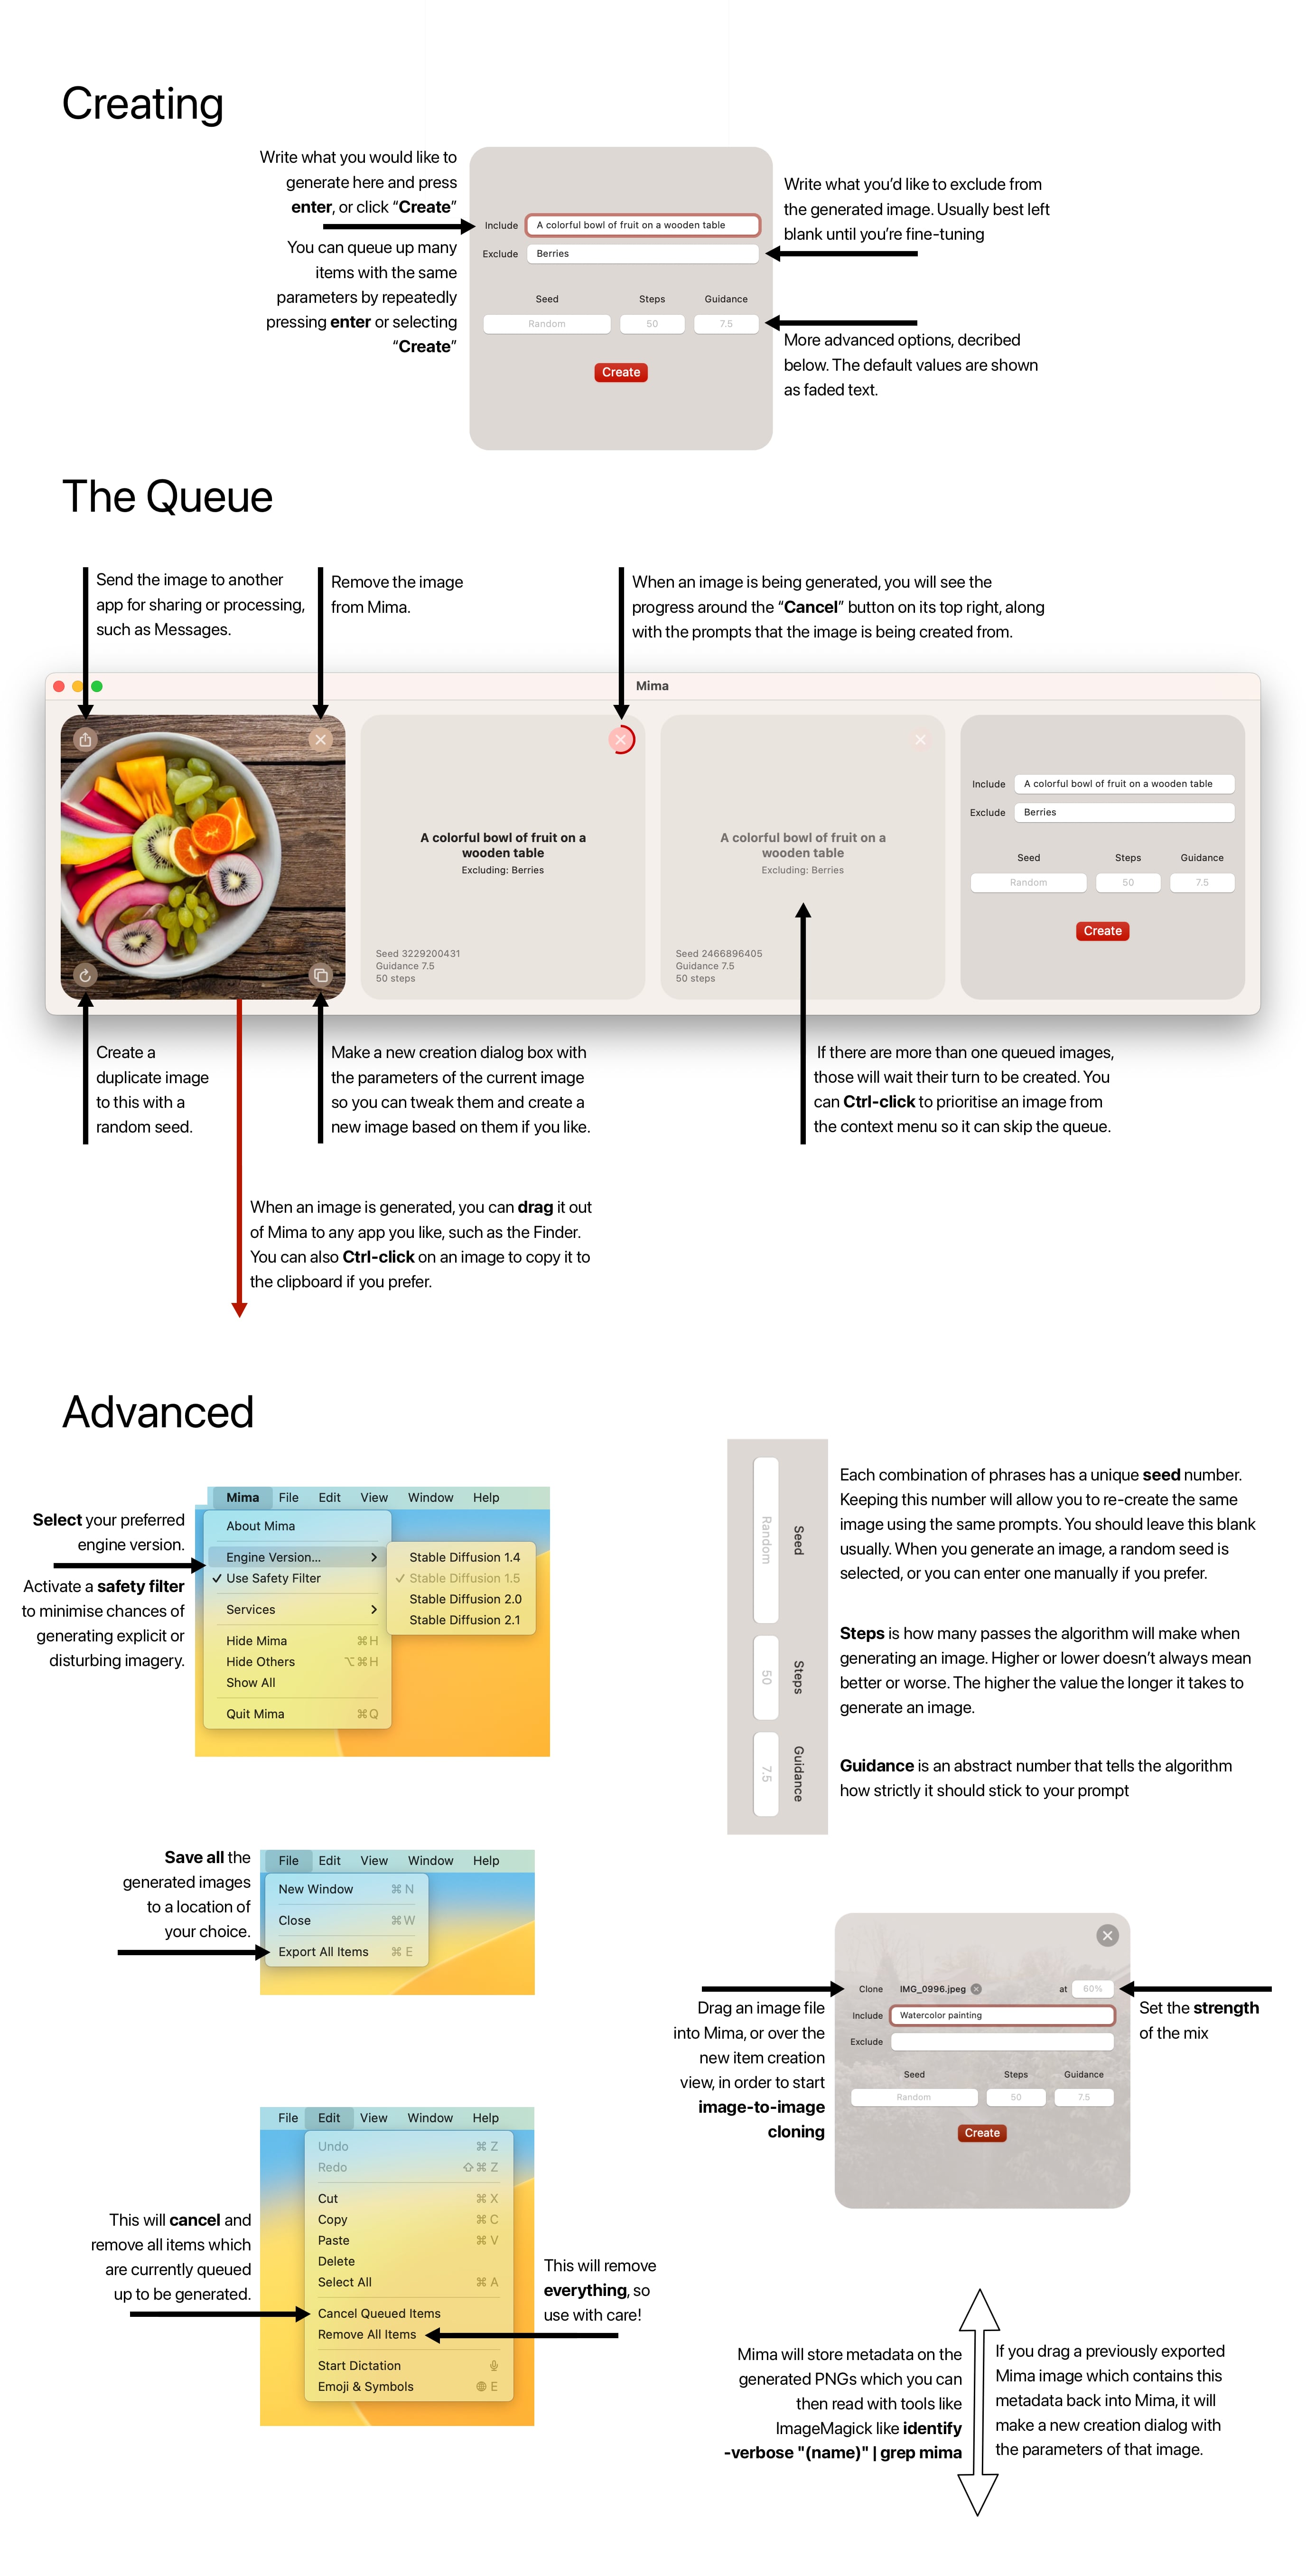 Creating
Write what you would like to
generate here and press
enter, or click “Create”
You can queue up many
items with the same
parameters by repeatedly
pressing enter or selecting
“Create”
Include
A colorful bowl of fruit on a wooden table
Exclude
Berries
Seed
Steps
Guidance
Random
50
7.5
Create
Write what you’d like to exclude from
the generated image. Usually best left
blank until you’re fine-tuning
More advanced options, decribed
below. The default values are shown
as faded text.
The Queue
Send the image to another
app for sharing or processing,
such as Messages.
Remove the image
from Mima.
When an image is being generated, you will see the
progress around the “Cancel” button on its top right, along
with the prompts that the image is being created from.
Mima
A colorful bowl of fruit on a
wooden table
Excluding: Berries
Seed 3229200431
Guidance 7.5
50 steps
A colorful bowl of fruit on a
wooden table
Excluding: Berries
Seed 2466896405
Guidance 7.5
50 steps
Include
A colorful bowl of fruit on a wooden table
Exclude
Berries
Seed
Steps
Guidance
Random
50
7.5
Create
Create a
duplicate image
to this with a
random seed.
Make a new creation dialog box with
the parameters of the current image
so you can tweak them and create a
new image based on them if you like.
If there are more than one queued images,
those will wait their turn to be created. You
can Ctrl-click to prioritise an image from
the context menu so it can skip the queue.
When an image is generated, you can drag it out
of Mima to any app you like, such as the Finder.
You can also Ctrl-click on an image to copy it to
the clipboard if you prefer.
Advanced
Select your preferred
engine version.
Activate a safety filter
to minimise chances of
generating explicit or
disturbing imagery.
Mima File Edit View Window Help
About Mima
Engine Version...
✓ Use Safety Filter
Services
Hide Mima ⌘H
Hide Others ⌥⌘H
Show All
Quit Mima ⌘Q
Stable Diffusion 1.4
✓ Stable Diffusion 1.5
Stable Diffusion 2.0
Stable Diffusion 2.1
Seed
Random
Steps
50
Guidance
7.5
Each combination of phrases has a unique seed number.
Keeping this number will allow you to re-create the same
image using the same prompts. You should leave this blank
usually. When you generate an image, a random seed is
selected, or you can enter one manually if you prefer.
Steps is how many passes the algorithm will make when
generating an image. Higher or lower doesn’t always mean
better or worse. The higher the value the longer it takes to
generate an image.
Guidance is an abstract number that tells the algorithm
how strictly it should stick to your prompt
Save all the
generated images
to a location of
your choice.
File Edit View Window Help
New Window ⌘N
Close ⌘W
Export All Items ⌘E
Drag an image file
into Mima, or over the
new item creation
view, in order to start
image-to-image
cloning
Clone
IMG_0996.jpeg
at
60%
Include
Watercolor painting
Exclude
Seed
Steps
Guidance
Random
50
7.5
Create
Set the strength
of the mix
This will cancel and
remove all items which
are currently queued
up to be generated.
File Edit View Window Help
Undo ⌘Z
Redo ⇧⌘Z
Cut ⌘X
Copy ⌘C
Paste ⌘V
Delete
Select All ⌘A
Cancel Queued Items
Remove All Items
Start Dictation
Emoji & Symbols E
This will remove
everything, so
use with care!
Mima will store metadata on the
generated PNGs which you can
then read with tools like
ImageMagick like identify
-verbose "(name)" | grep mima
If you drag a previously exported
Mima image which contains this
metadata back into Mima, it will
make a new creation dialog with
the parameters of that image.